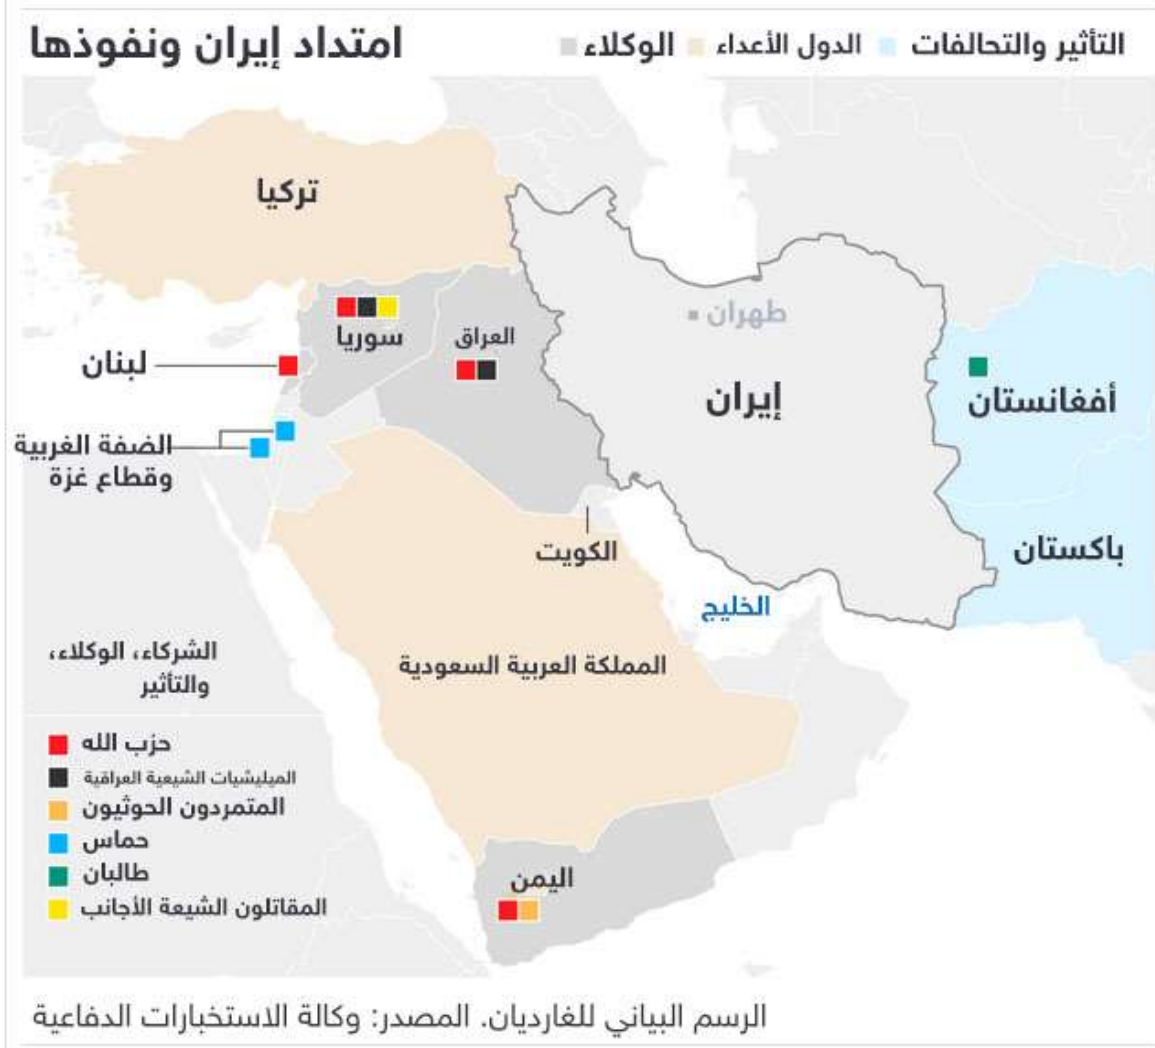 امتداد إيران ونفوذها
التأثير والتحالفات
الدول الأعداء
الوكلاء
تركيا
سوريا
العراق
طهران
إيران
أفغانستان
لبنان
الضفة الغربية
وقطاع غزة
الكويت
باكستان
الخليج
المملكة العربية السعودية
اليمن
الشركاء، الوكلاء،
والتأثير
حزب الله
الميليشيات الشيعية العراقية
المتمردون الحوثيون
حماس
طالبان
المقاتلون الشيعة الأجانب
الرسم البياني للغارديان. المصدر: وكالة الاستخبارات الدفاعية